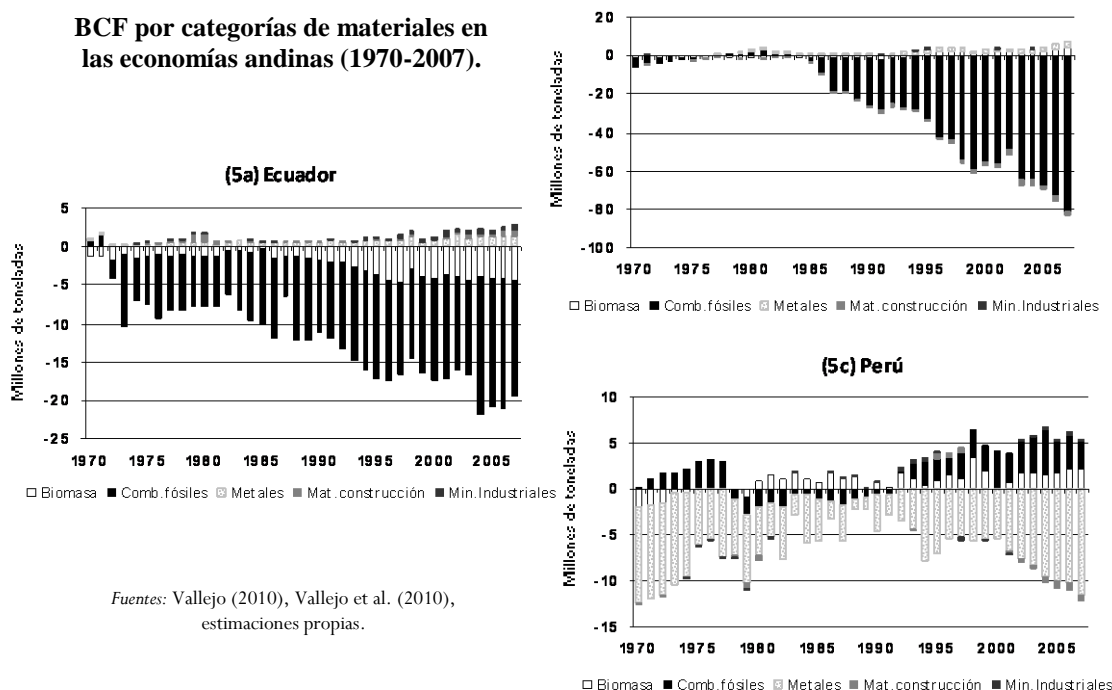 BCF por categorías de materiales en
las economías andinas (1970-2007).
(5a) Ecuador
Millones de toneladas
5
0
-5
-10
-15
-20
-25
1970 1975 1980 1985 1990 1995 2000 2005
Biomasa Comb.fósiles Metales Mat.construcción Min.Industriales
Fuentes: Vallejo (2010), Vallejo et al. (2010),
estimaciones propias.
Millones de toneladas
20
0
-20
-40
-60
-80
-100
1970 1975 1980 1985 1990 1995 2000 2005
Biomasa Comb.fósiles Metales Mat.construcción Min.Industriales
(5c) Perú
Millones de toneladas
10
5
0
-5
-10
-15
1970 1975 1980 1985 1990 1995 2000 2005
Biomasa Comb.fósiles Metales Mat.construcción Min.Industriales